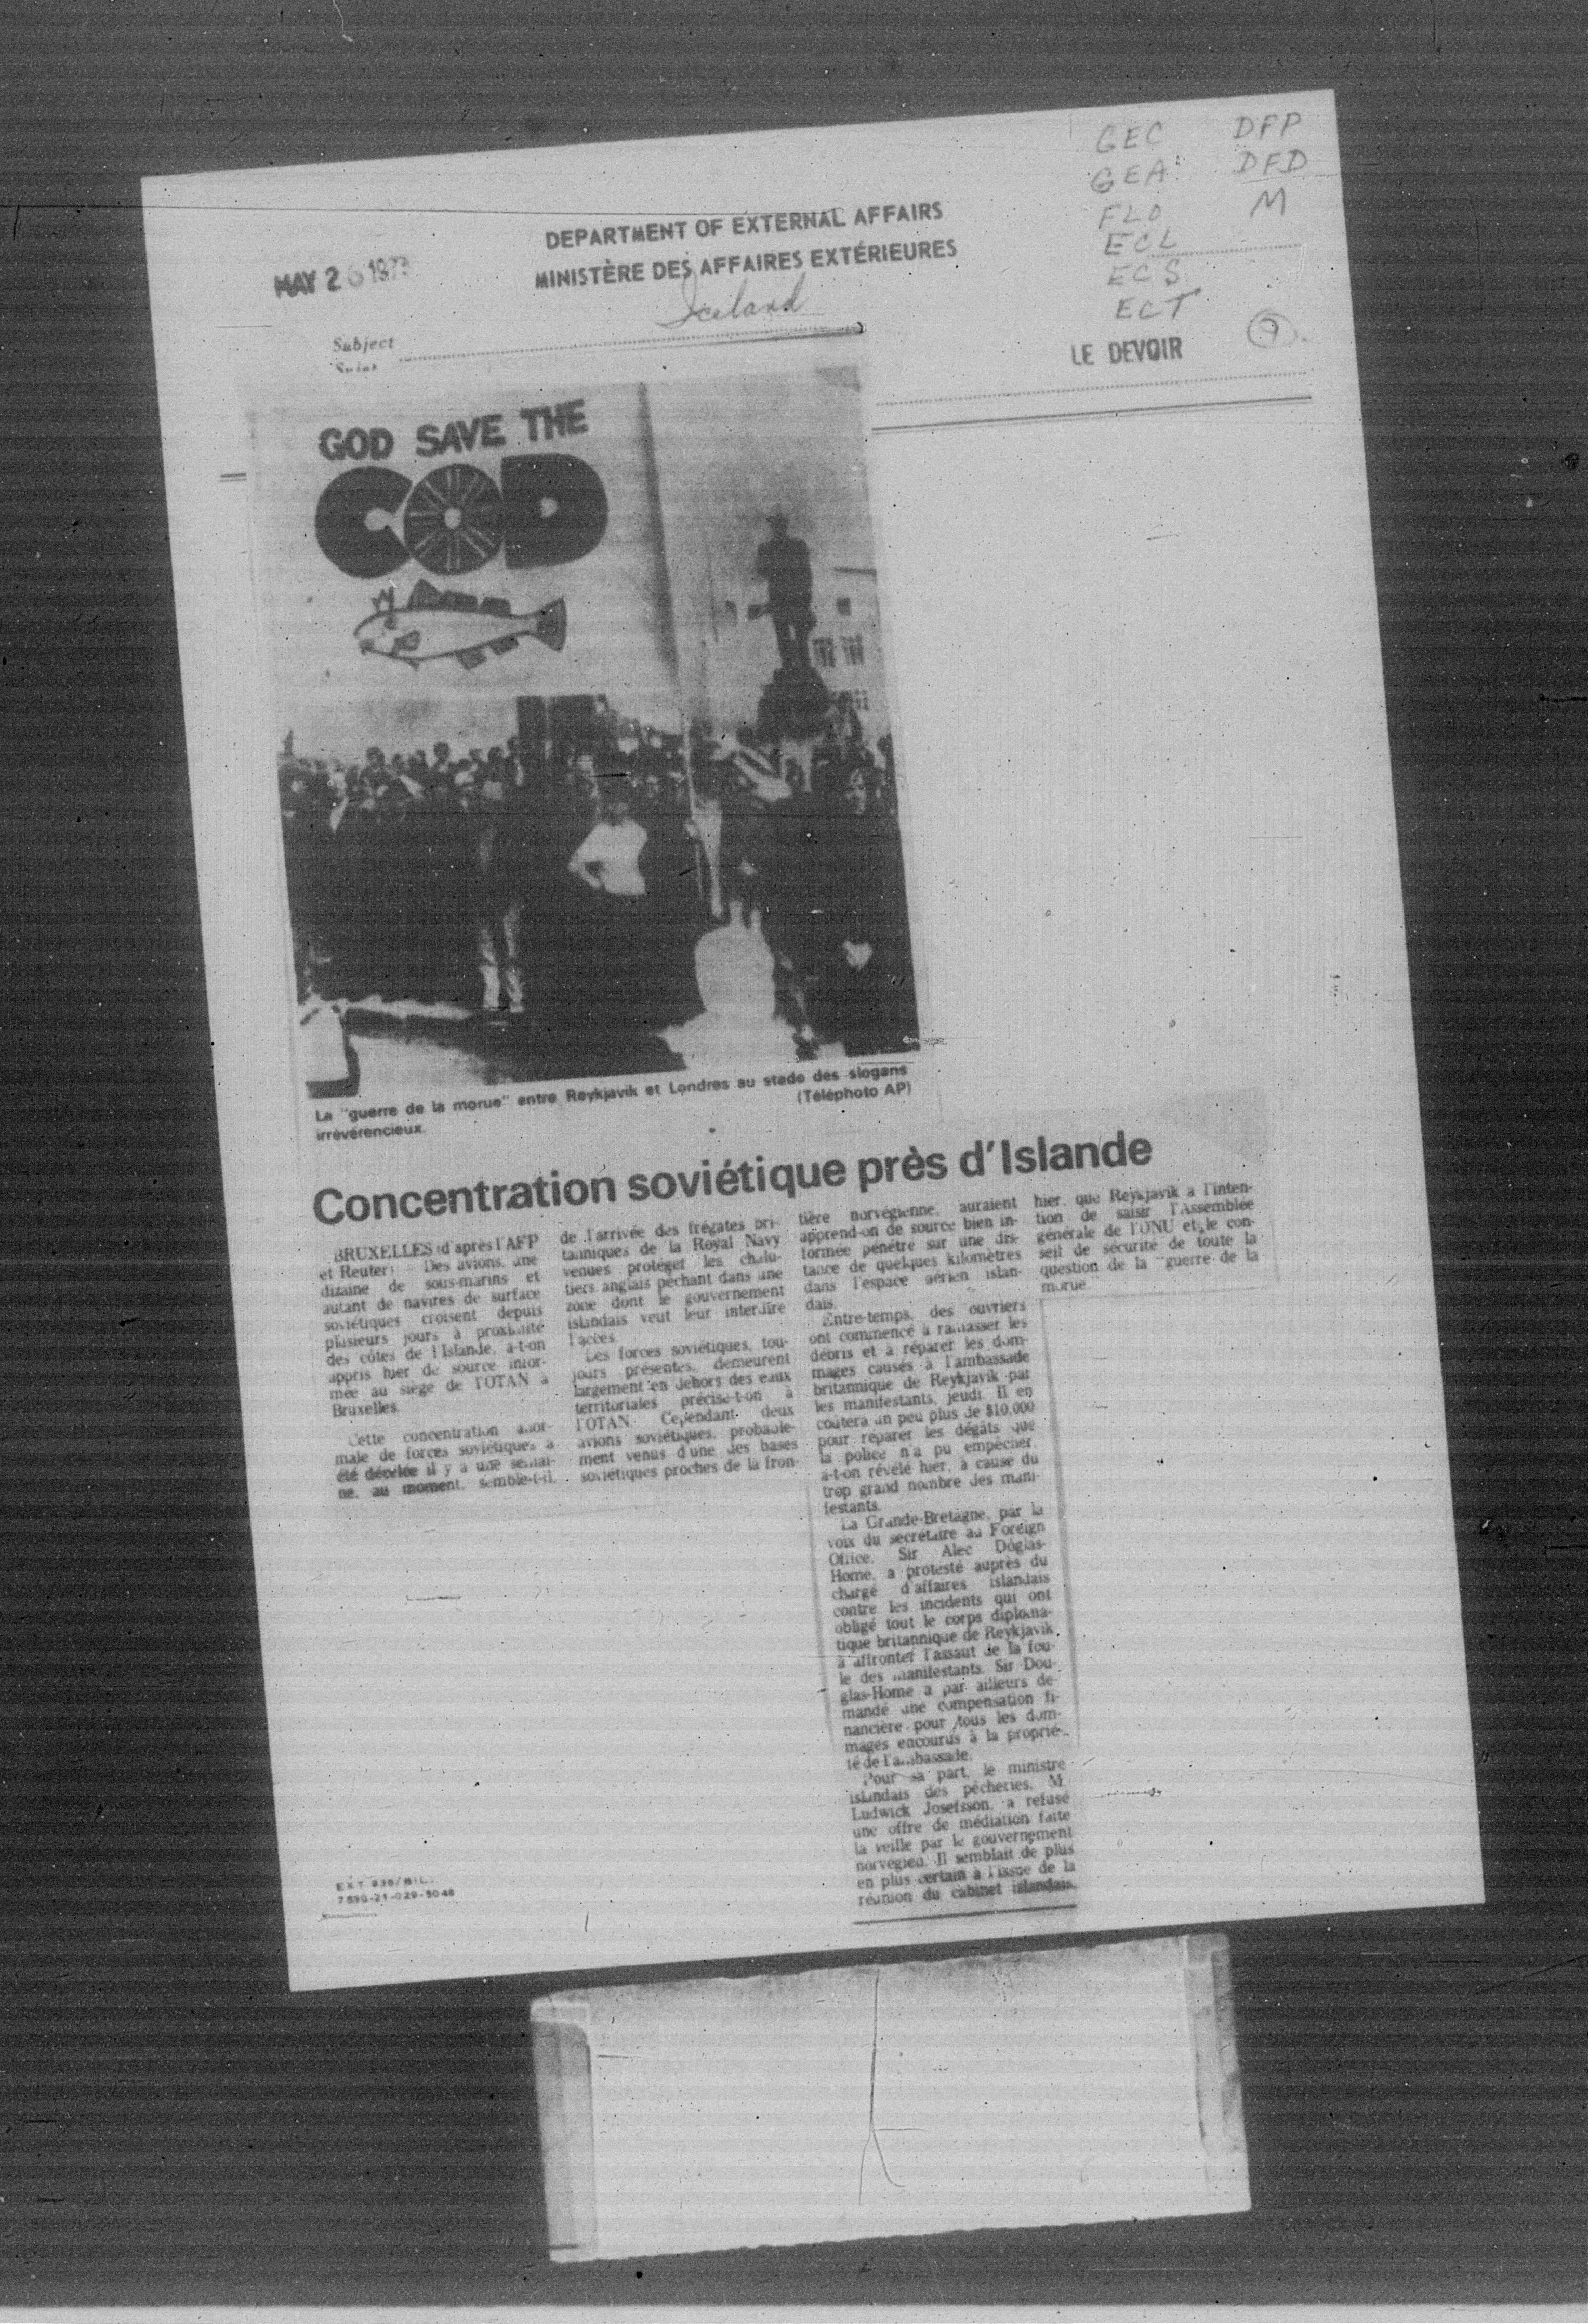 GEC DFP
GEA DFD
FLO M
ECL
ECS
ECT
9
DEPARTMENT OF EXTERNAL AFFAIRS
MINISTÈRE DES AFFAIRES EXTÉRIEURES
MAY 26 1973
Iceland
Subject
LE DEVOIR
GOD SAVE THE
COD
La "guerre de la morue" entre Reykjavik et Londres au stade des slogans
irrévérencieux. (Téléphoto AP)
Concentration soviétique près d'Islande
BRUXELLES (d'après l'AFP
et Reuter) — Des avions, une
dizaine de sous-marins et
autant de navires de surface
soviétiques croisent depuis
plusieurs jours à proximité
des côtes de l'Islande, a-t-on
appris hier de source infor-
mée au siège de l'OTAN à
Bruxelles.
Cette concentration anor-
male de forces soviétiques a
été décelée il y a une semai-
ne, au moment, semble-t-il,
de l'arrivée des frégates bri-
tanniques de la Royal Navy
venues protéger les chalu-
tiers anglais pêchant dans une
zone dont le gouvernement
islandais veut leur interdire
l'accès.
Les forces soviétiques, tou-
jours présentes, demeurent
largement en dehors des eaux
territoriales précise-t-on à
l'OTAN. Cependant deux
avions soviétiques, probable-
ment venus d'une des bases
soviétiques proches de la fron-
tière norvégienne, auraient
apprend-on de source bien in-
formée pénétré sur une dis-
tance de quelques kilomètres
dans l'espace aérien islan-
dais.
Entre-temps, des ouvriers
ont commencé à ramasser les
débris et à réparer les dom-
mages causés à l'ambassade
britannique de Reykjavik par
les manifestants, jeudi. Il en
coûtera un peu plus de $10,000
pour réparer les dégâts que
la police n'a pu empêcher,
a-t-on révélé hier, à cause du
trop grand nombre des mani-
festants.
La Grande-Bretagne, par la
voix du secrétaire au Foreign
Office, Sir Alec Doglas-
Home, a protesté auprès du
chargé d'affaires islandais
contre les incidents qui ont
obligé tout le corps diploma-
tique britannique de Reykjavik
à affronter l'assaut de la fou-
le des manifestants. Sir Dou-
glas-Home a par ailleurs de-
mandé une compensation fi-
nancière pour tous les dom-
mages encourus à la proprié-
té de l'ambassade.
Pour sa part, le ministre
islandais des pêcheries, M.
Ludwick Josefsson, a refusé
une offre de médiation faite
la veille par le gouvernement
norvégien. Il semblait de plus
en plus certain à l'issue de la
réunion du cabinet islandais,
hier, que Reykjavik a l'inten-
tion de saisir l'Assemblée
générale de l'ONU et le con-
seil de sécurité de toute la
question de la "guerre de la
morue.
EXT 938/BIL.
7530-21-029-5048